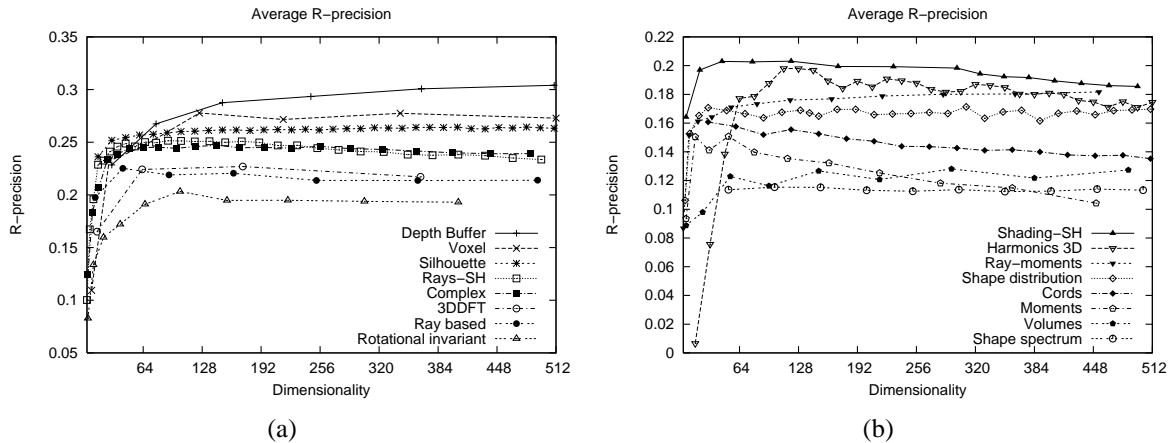 Average R−precision
R−precision
0.35
0.3
0.25
0.2
0.15
0.1
0.05
Depth Buffer
Voxel
Silhouette
Rays−SH
Complex
3DDFT
Ray based
Rotational invariant
64 128 192 256 320 384 448 512
Dimensionality
(a)
Average R−precision
R−precision
0.22
0.2
0.18
0.16
0.14
0.12
0.1
0.08
0.06
0.04
0.02
0
Shading−SH
Harmonics 3D
Ray−moments
Shape distribution
Cords
Moments
Volumes
Shape spectrum
64 128 192 256 320 384 448 512
Dimensionality
(b)